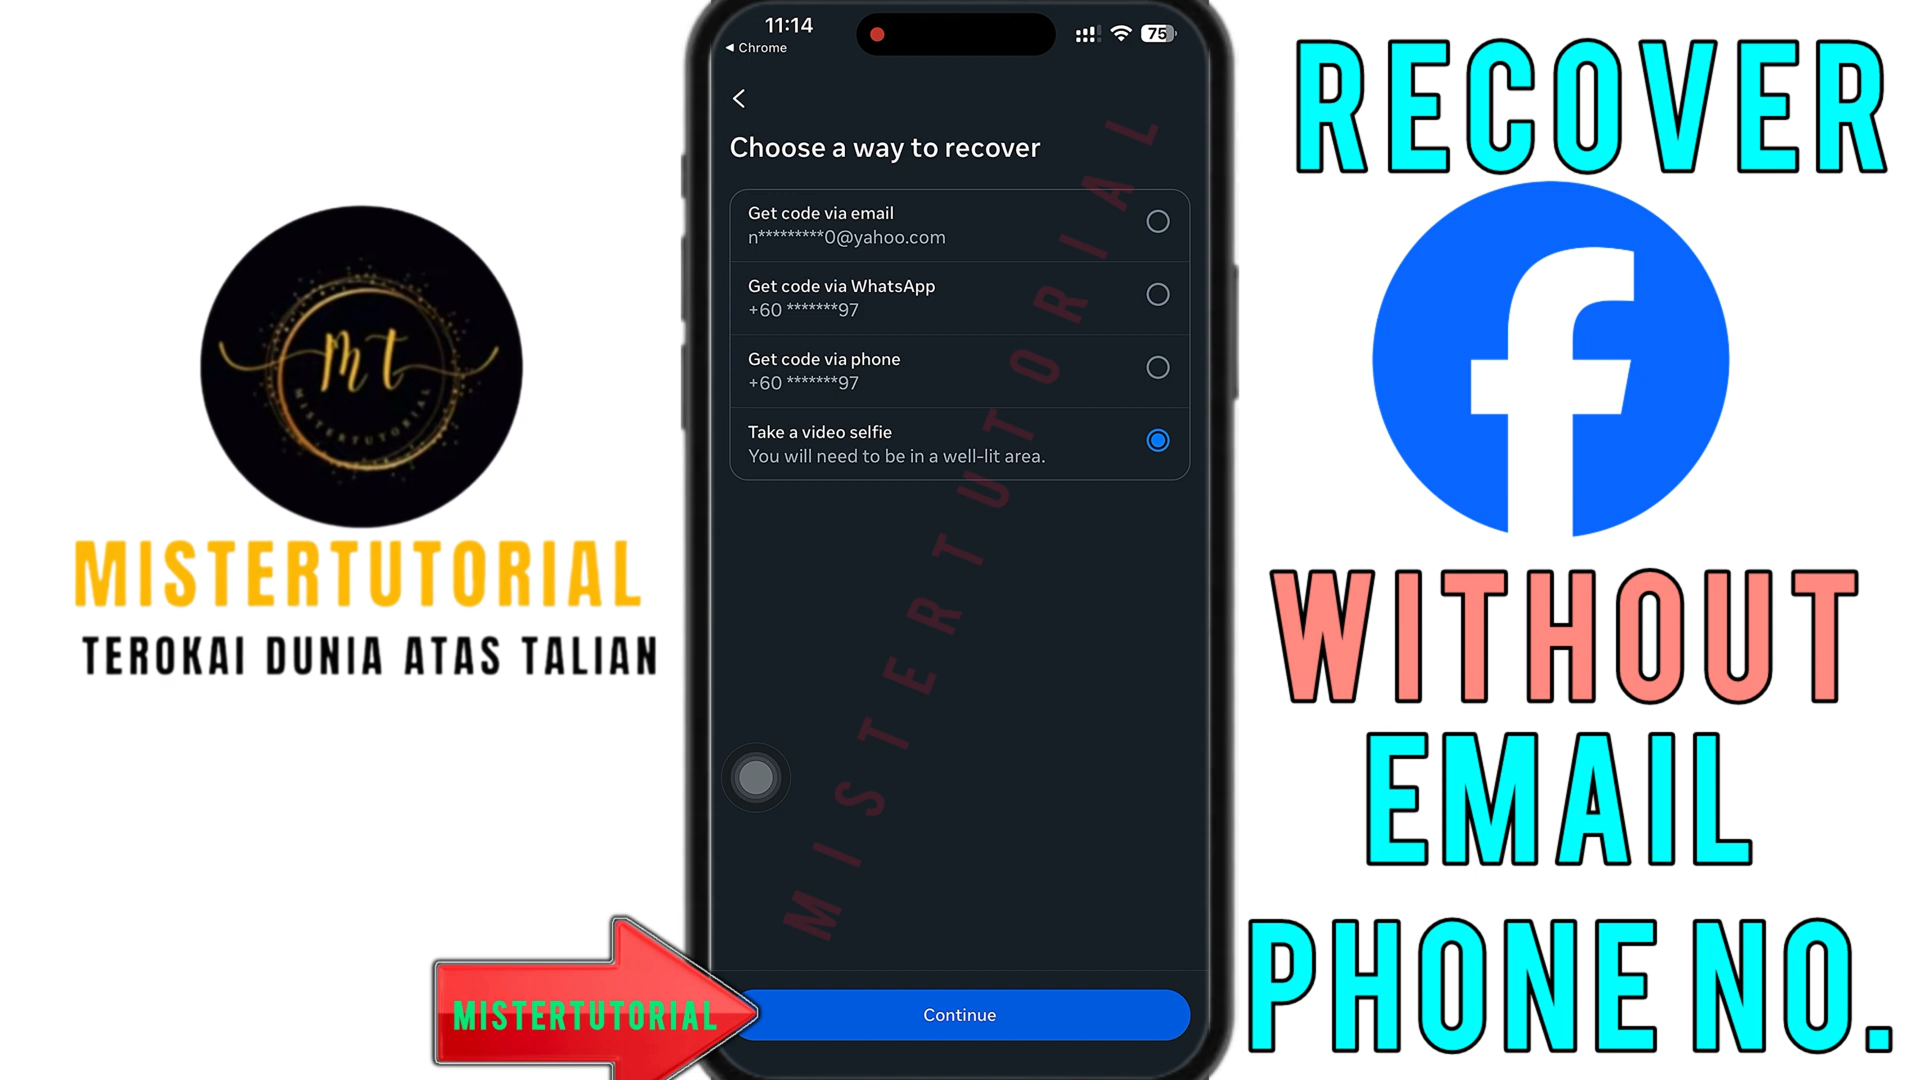 11:14
Chrome
75
Choose a way to recover
Get code via email
n*********0@yahoo.com
Get code via WhatsApp
+60 *******97
Get code via phone
+60 *******97
Take a video selfie
You will need to be in a well-lit area.
Continue
MISTERTUTORIAL
Mt
MISTERTUTORIAL
MISTERTUTORIAL
TEROKAI DUNIA ATAS TALIAN
MISTERTUTORIAL
RECOVER
f
WITHOUT
EMAIL
PHONE NO.